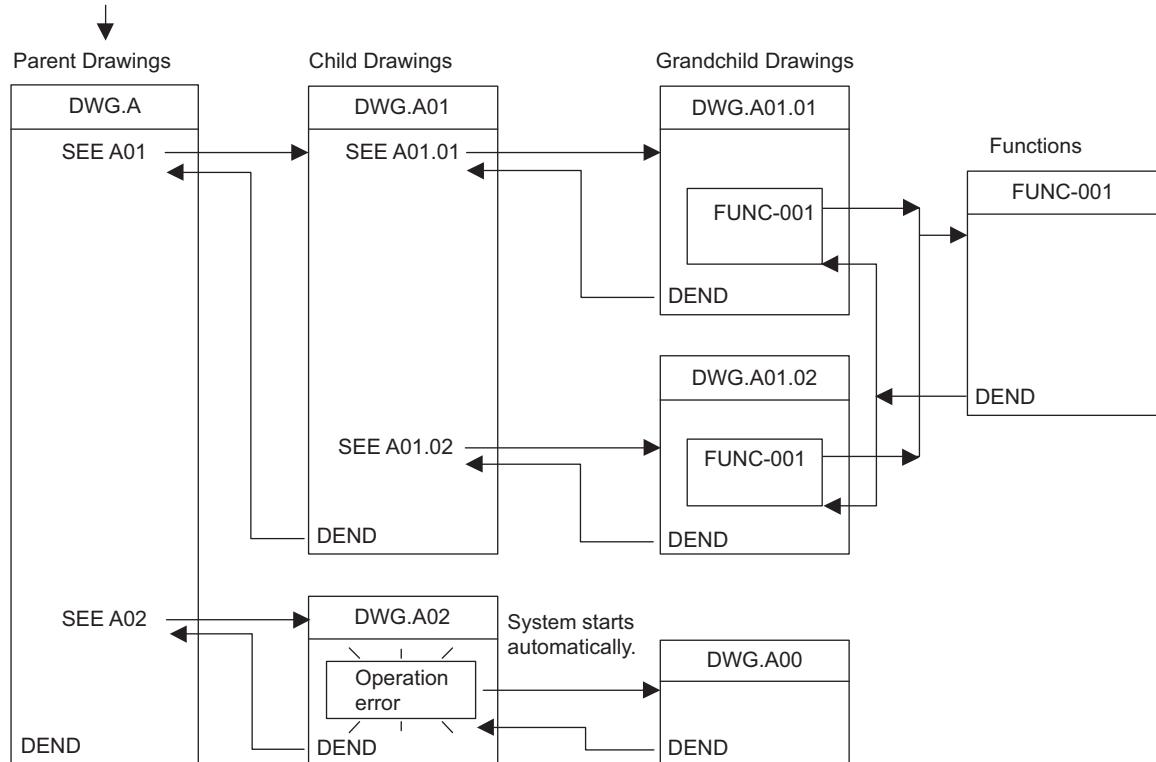 Parent Drawings
Child Drawings
Grandchild Drawings
DWG.A
DWG.A01
DWG.A01.01
SEE A01
SEE A01.01
Functions
FUNC-001
FUNC-001
DEND
DWG.A01.02
DEND
SEE A01.02
FUNC-001
DEND
DEND
SEE A02
DWG.A02
System starts
automatically.
DWG.A00
Operation
error
DEND
DEND
DEND